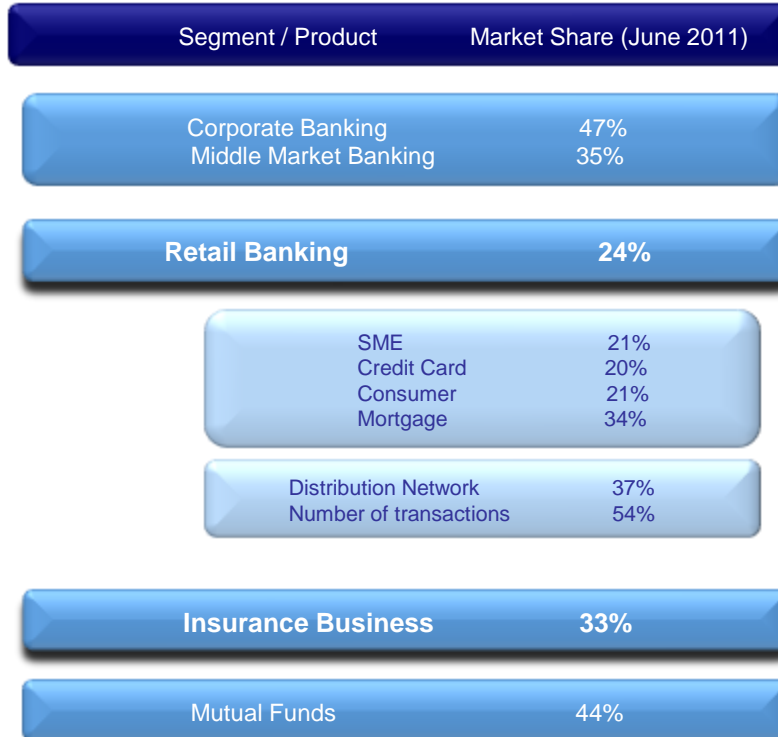 Segment / Product Market Share (June 2011)
Corporate Banking 47%
Middle Market Banking 35%
Retail Banking 24%
SME 21%
Credit Card 20%
Consumer 21%
Mortgage 34%
Distribution Network 37%
Number of transactions 54%
Insurance Business 33%
Mutual Funds 44%